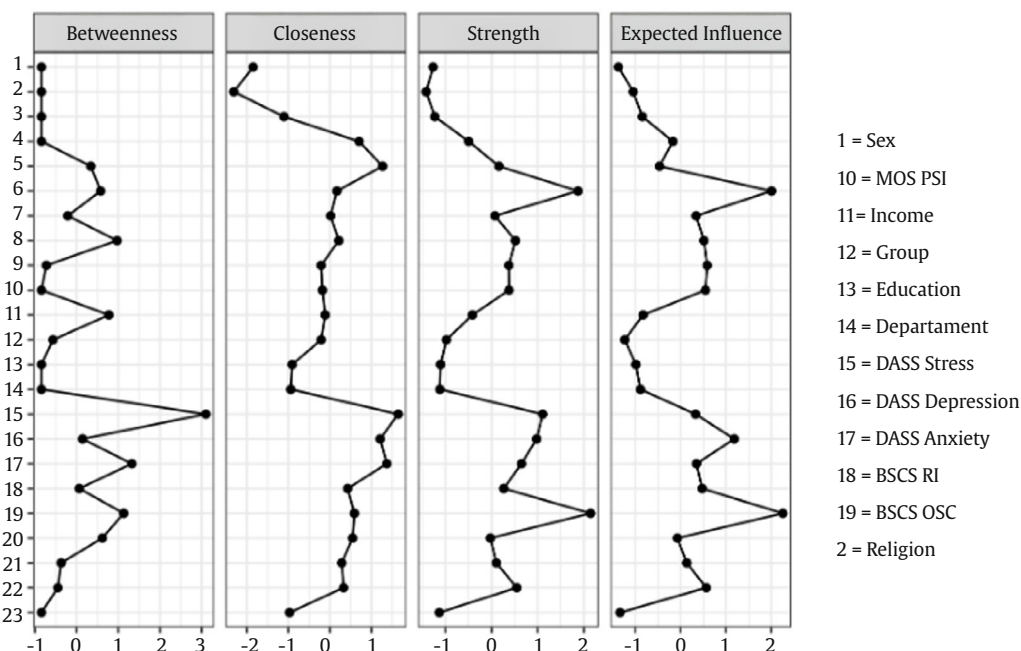 Betweenness Closeness Strength Expected Influence
1
2
3
4
5
6
7
8
9
10
11
12
13
14
15
16
17
18
19
20
21
22
23
-1 0 1 2 3 -2 -1 0 1 -1 0 1 2 -1 0 1 2
1 = Sex
10 = MOS PSI
11= Income
12 = Group
13 = Education
14 = Departament
15 = DASS Stress
16 = DASS Depression
17 = DASS Anxiety
18 = BSCS RI
19 = BSCS OSC
2 = Religion